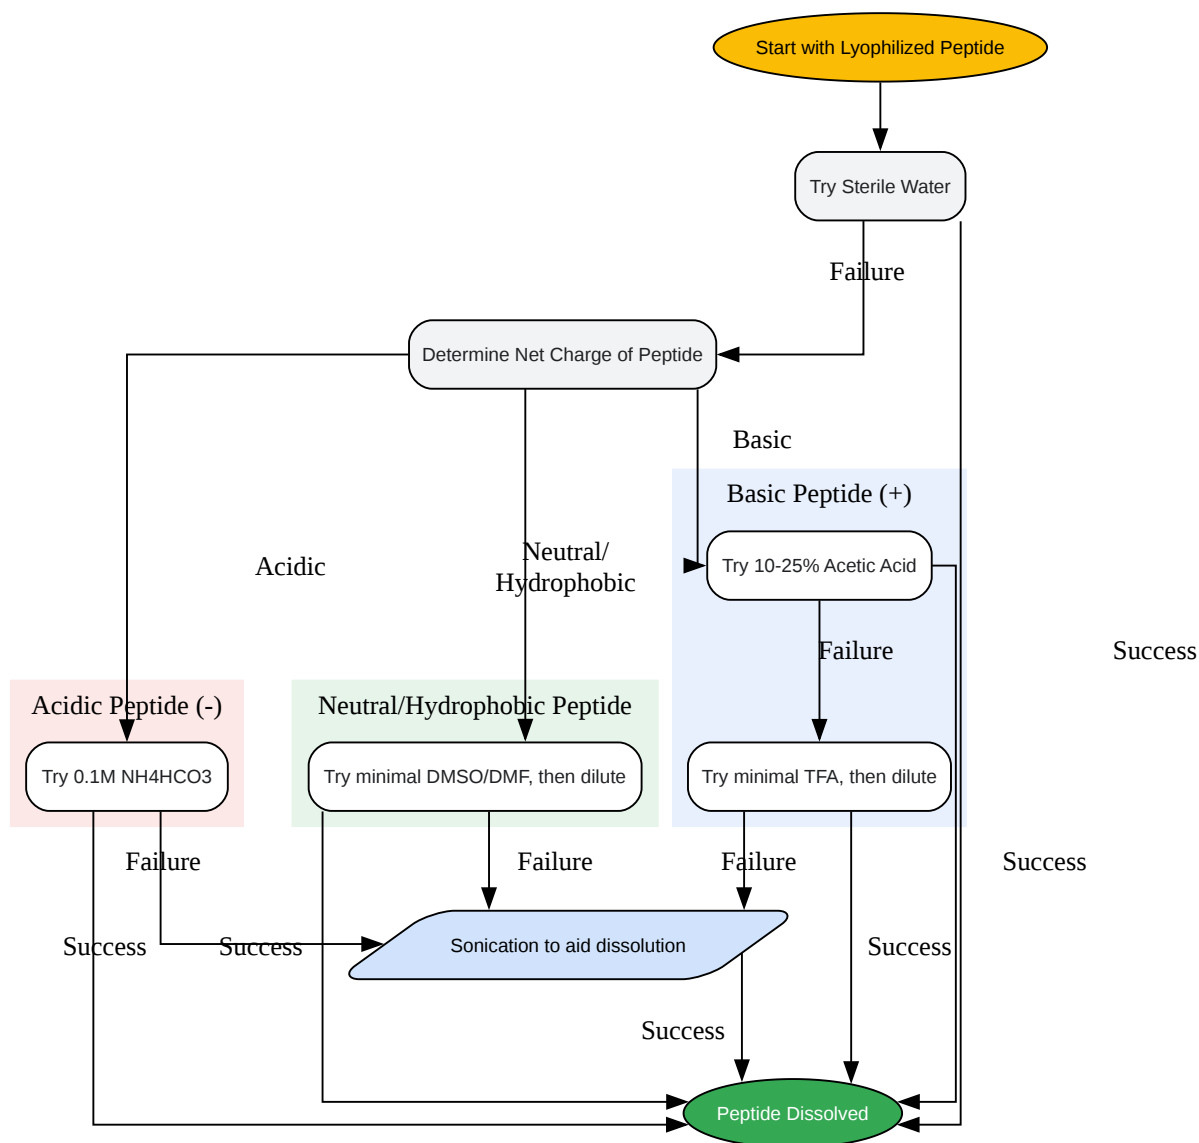 Start with Lyophilized Peptide
Try Sterile Water
Failure
Determine Net Charge of Peptide
Basic
Basic Peptide (+)
Acidic
Neutral/
Hydrophobic
Try 10-25% Acetic Acid
Failure
Success
Acidic Peptide (-)
Neutral/Hydrophobic Peptide
Try 0.1M NH4HCO3
Try minimal DMSO/DMF, then dilute
Try minimal TFA, then dilute
Failure
Failure
Failure
Success
Success
Success
Sonication to aid dissolution
Success
Success
Peptide Dissolved